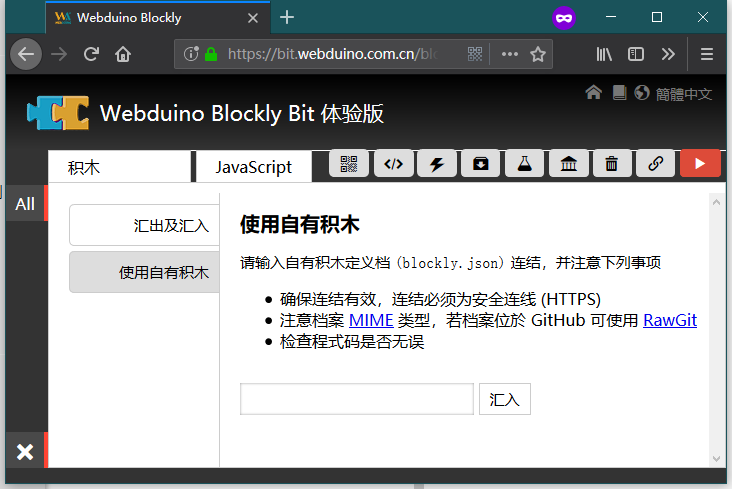 Webduino Blockly
https://bit.webduino.com.cn/blo
Webduino Blockly Bit 体验版
簡體中文
积木
JavaScript
All
汇出及汇入
使用自有积木
使用自有积木
请输入自有积木定义档（blockly.json）连结，并注意下列事项
确保连结有效，连结必须为安全连线 (HTTPS)
注意档案 MIME 类型，若档案位於 GitHub 可使用 RawGit
检查程式码是否无误
汇入